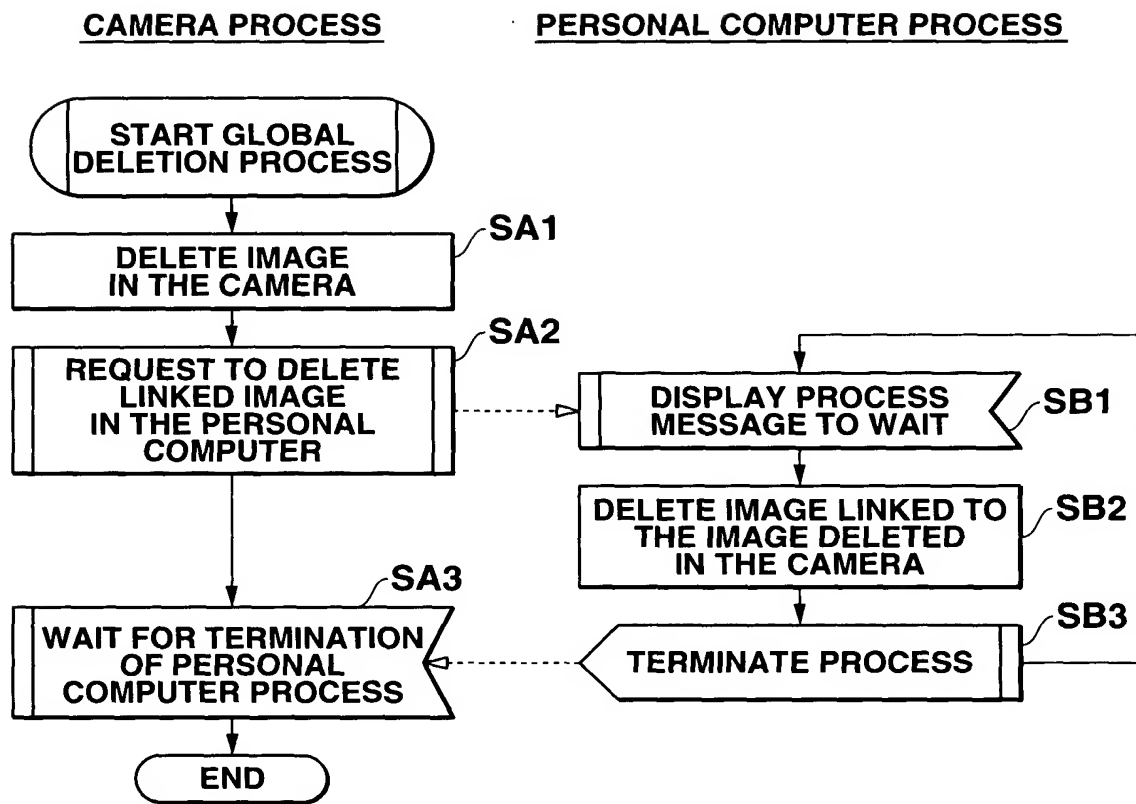 CAMERA PROCESS
PERSONAL COMPUTER PROCESS
START GLOBAL
DELETION PROCESS
SA1
DELETE IMAGE
IN THE CAMERA
SA2
REQUEST TO DELETE
LINKED IMAGE
IN THE PERSONAL
COMPUTER
DISPLAY PROCESS
MESSAGE TO WAIT
SB1
DELETE IMAGE LINKED TO
THE IMAGE DELETED
IN THE CAMERA
SB2
SA3
WAIT FOR TERMINATION
OF PERSONAL
COMPUTER PROCESS
TERMINATE PROCESS
SB3
END